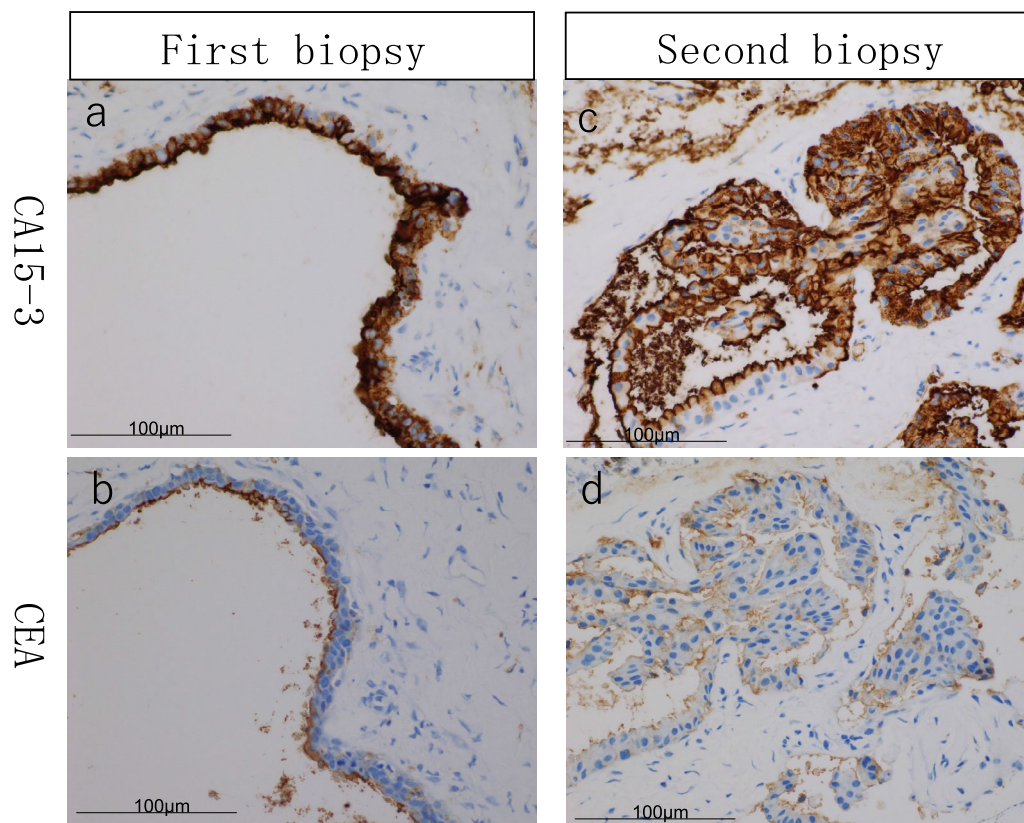 First biopsy
Second biopsy
CA15-3
a
100μm
c
100μm
CEA
b
100μm
d
100μm